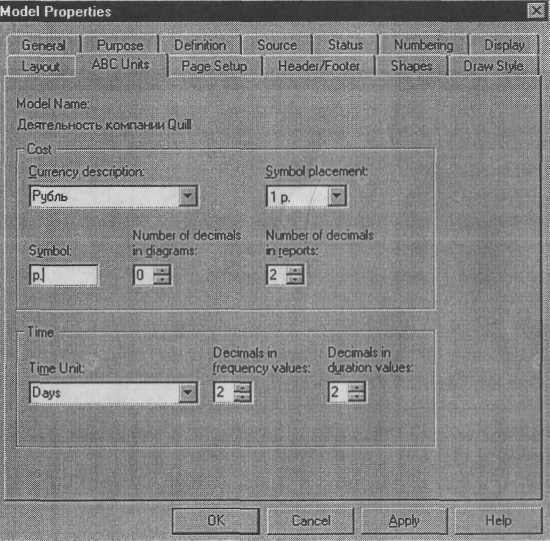 Model Properties
General Purpose Definition Source Status Numbering Display
Layout ABC Units Page Setup Header/Footer Shapes Draw Style
Model Name:
Деятельность компании Quill
Cost
Currency description: Symbol placement:
Рубль 1 р.
Number of decimals Number of decimals
Symbol: in diagrams: in reports:
р. 0 2
Time
Decimals in Decimals in
Time Unit: frequency values: duration values:
Days 2 2
OK Cancel Apply Help